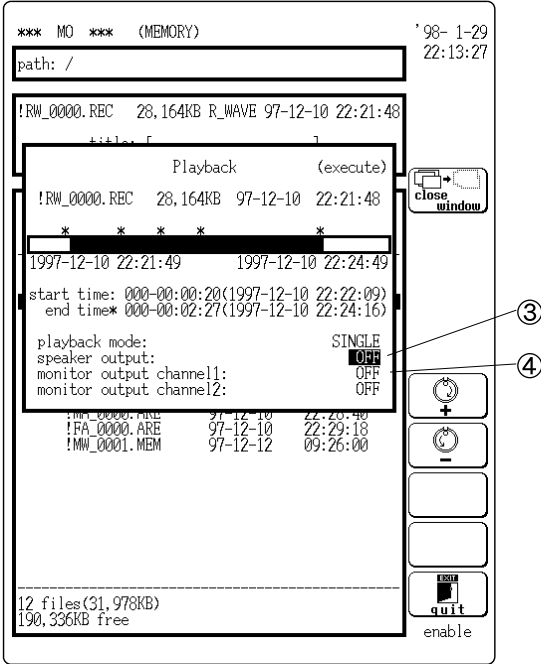 *** MO *** (MEMORY)
'98- 1-29
22:13:27
path: /
!RW_0000.REC 28,164KB R_WAVE 97-12-10 22:21:48
title: [ ]
Playback (execute)
!RW_0000.REC 28,164KB 97-12-10 22:21:48
* * * * *
1997-12-10 22:21:49 1997-12-10 22:24:49
start time: 000-00:00:20(1997-12-10 22:22:09)
end time* 000-00:02:27(1997-12-10 22:24:16)
playback mode: SINGLE
speaker output: OFF
monitor output channel1: OFF
monitor output channel2: OFF
!MA_0000.ARE 97-12-10 22:28:40
!FA_0000.ARE 97-12-10 22:29:18
!MW_0001.MEM 97-12-12 09:26:00
12 files(31,978KB)
190,336KB free
close
window
③
④
+
−
EXIT
quit
enable